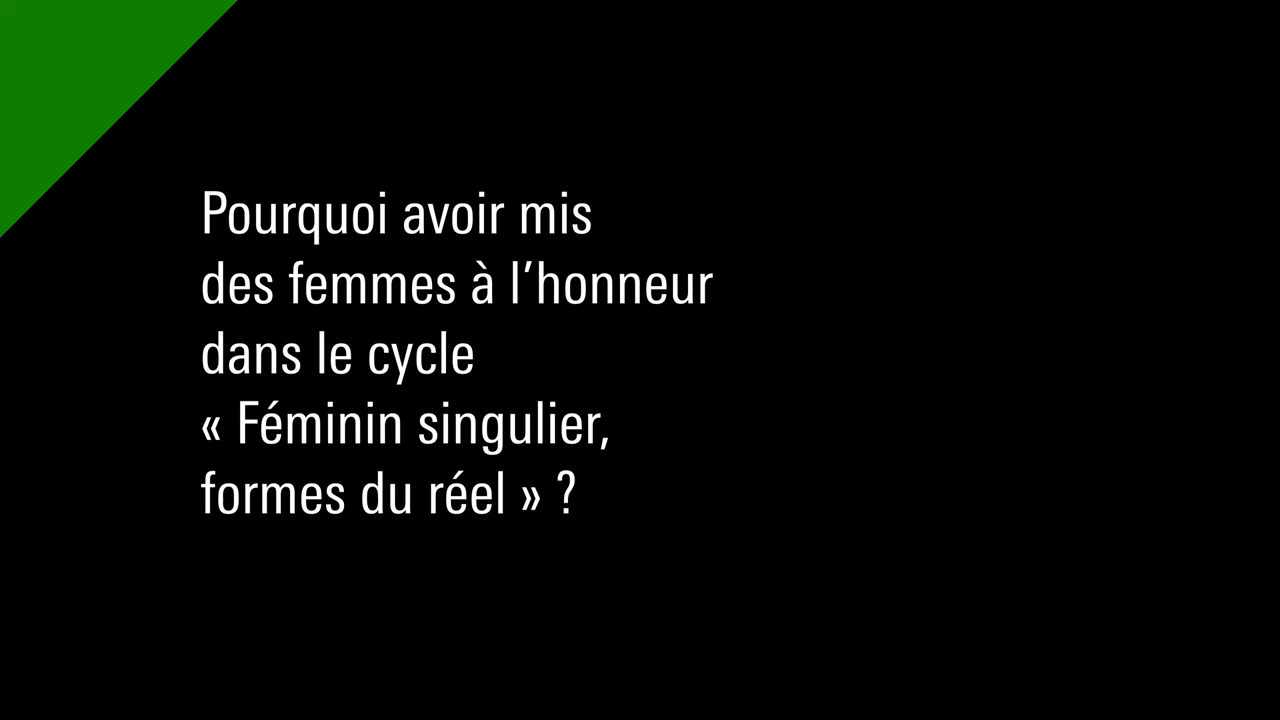 Pourquoi avoir mis
des femmes à l’honneur
dans le cycle
« Féminin singulier,
formes du réel » ?